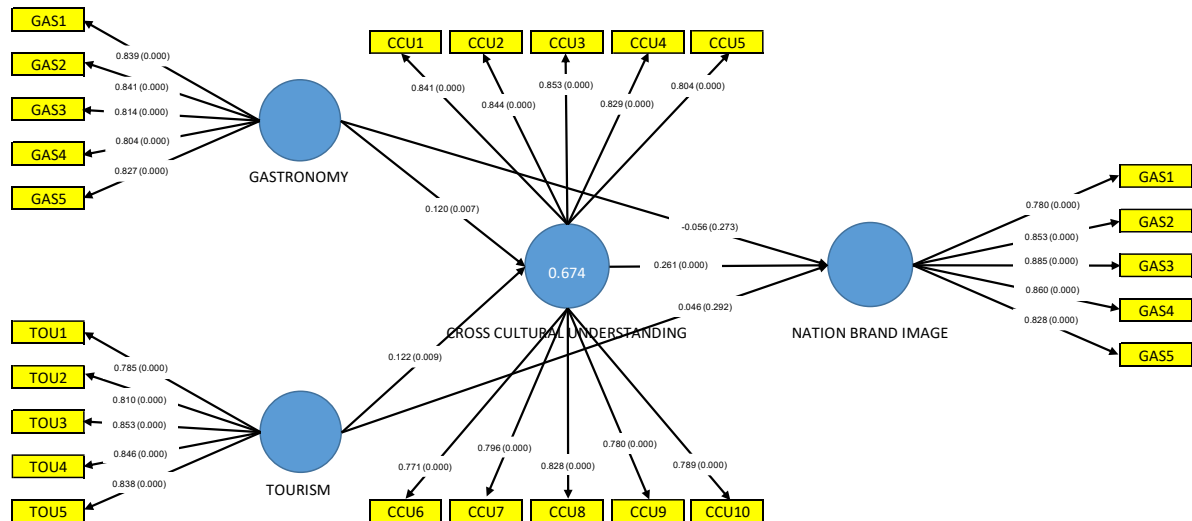 GAS1
GAS2
GAS3
GAS4
GAS5
0.839 (0.000)
0.841 (0.000)
0.814 (0.000)
0.804 (0.000)
0.827 (0.000)
GASTRONOMY
CCU1
CCU2
CCU3
CCU4
CCU5
0.841 (0.000)
0.844 (0.000)
0.853 (0.000)
0.829 (0.000)
0.804 (0.000)
0.120 (0.007)
-0.056 (0.273)
0.674
0.261 (0.000)
0.046 (0.292)
CROSS CULTURAL UNDERSTANDING
0.122 (0.009)
NATION BRAND IMAGE
0.780 (0.000)
0.853 (0.000)
0.885 (0.000)
0.860 (0.000)
0.828 (0.000)
GAS1
GAS2
GAS3
GAS4
GAS5
TOU1
TOU2
TOU3
TOU4
TOU5
0.785 (0.000)
0.810 (0.000)
0.853 (0.000)
0.846 (0.000)
0.838 (0.000)
TOURISM
0.771 (0.000)
0.796 (0.000)
0.828 (0.000)
0.780 (0.000)
0.789 (0.000)
CCU6
CCU7
CCU8
CCU9
CCU10